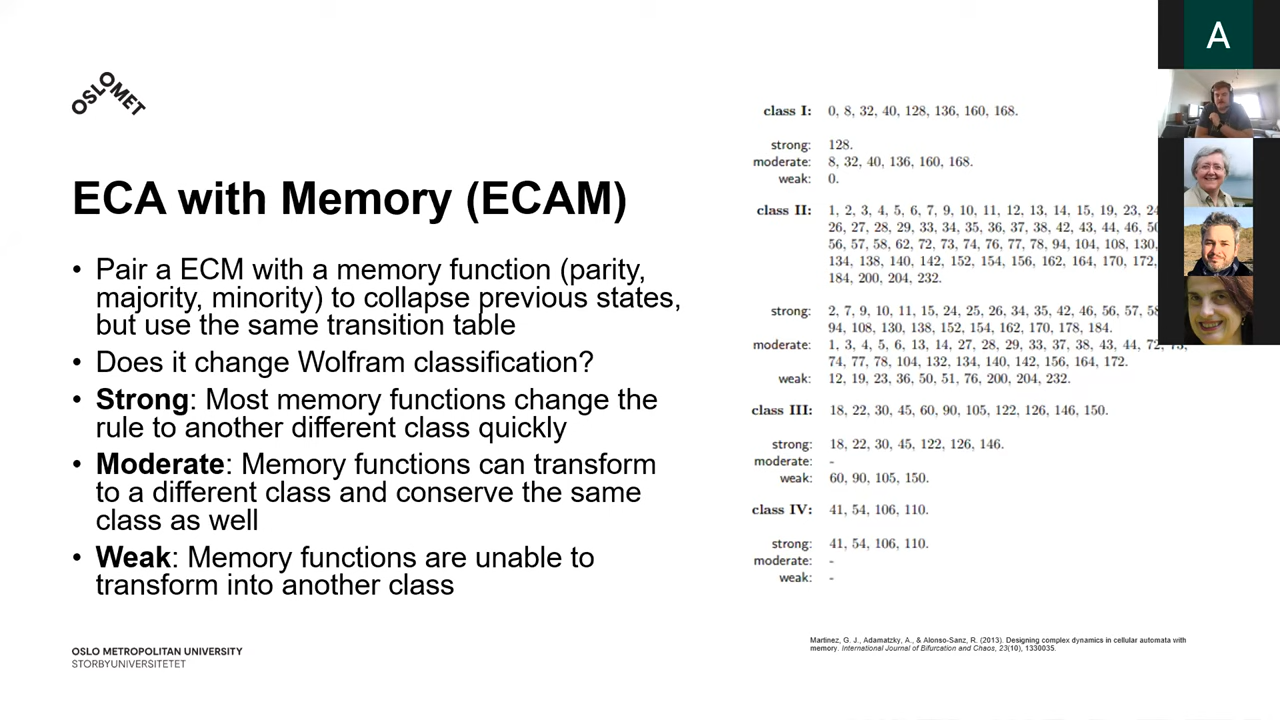 OSLOMET
ECA with Memory (ECAM)
• Pair a ECM with a memory function (parity,
majority, minority) to collapse previous states,
but use the same transition table
• Does it change Wolfram classification?
• Strong: Most memory functions change the
rule to another different class quickly
• Moderate: Memory functions can transform
to a different class and conserve the same
class as well
• Weak: Memory functions are unable to
transform into another class
OSLO METROPOLITAN UNIVERSITY
STORBYUNIVERSITETET
class I: 0, 8, 32, 40, 128, 136, 160, 168.
strong: 128.
moderate: 8, 32, 40, 136, 160, 168.
weak: 0.
class II: 1, 2, 3, 4, 5, 6, 7, 9, 10, 11, 12, 13, 14, 15, 19, 23,
26, 27, 28, 29, 33, 34, 35, 36, 37, 38, 42, 43, 44, 46,
56, 57, 58, 62, 72, 73, 74, 76, 77, 78, 94, 104, 108, 130,
134, 138, 140, 142, 152, 154, 156, 162, 164, 170, 172,
184, 200, 204, 232.
strong: 2, 7, 9, 10, 11, 15, 24, 25, 26, 34, 35, 42, 46, 56, 57,
94, 108, 130, 138, 152, 154, 162, 170, 178, 184.
moderate: 1, 3, 4, 5, 6, 13, 14, 27, 28, 29, 33, 37, 38, 43, 44,
74, 77, 78, 104, 132, 134, 140, 142, 156, 164, 172.
weak: 12, 19, 23, 36, 50, 51, 76, 200, 204, 232.
class III: 18, 22, 30, 45, 60, 90, 105, 122, 126, 146, 150.
strong: 18, 22, 30, 45, 122, 126, 146.
moderate: -
weak: 60, 90, 105, 150.
class IV: 41, 54, 106, 110.
strong: 41, 54, 106, 110.
moderate: -
weak: -
Martinez, G. J., Adamatzky, A., & Alonso-Sanz, R. (2013). Designing complex dynamics in cellular automata with
memory. International Journal of Bifurcation and Chaos, 23(10), 1330035.
A